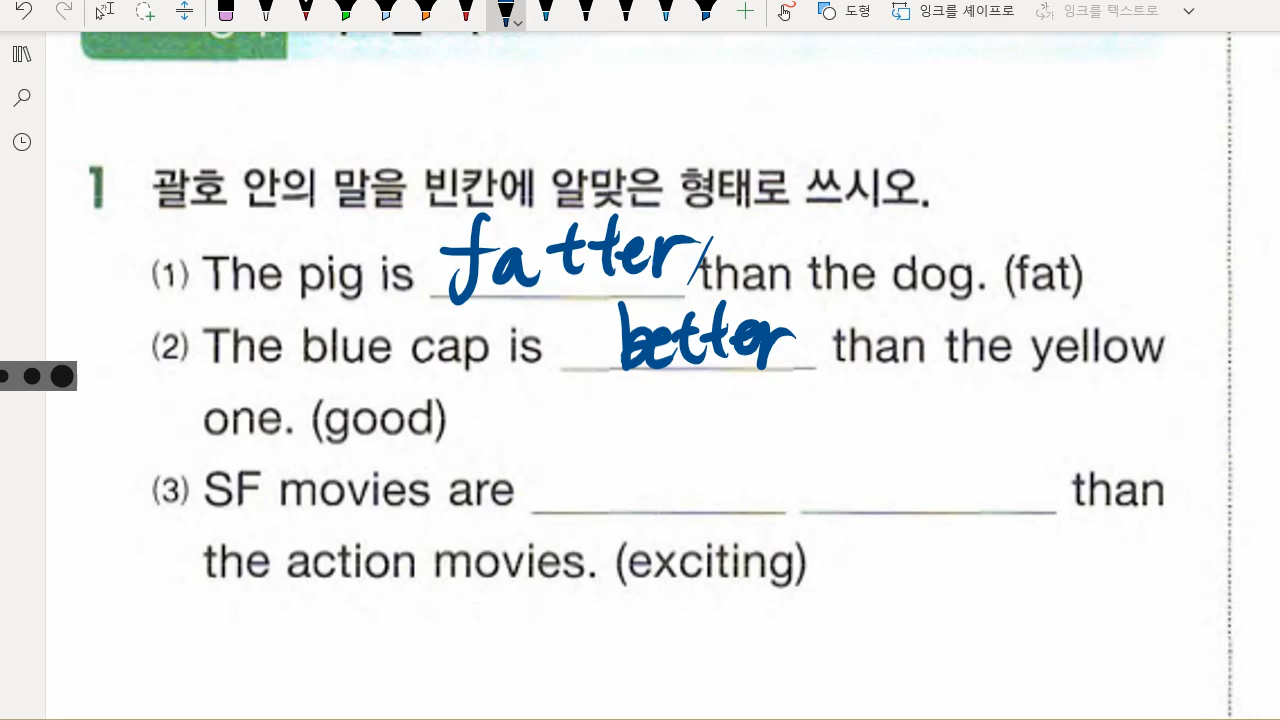 도형 잉크를 셰이프로 잉크를 텍스트로
1 괄호 안의 말을 빈칸에 알맞은 형태로 쓰시오.
(1) The pig is fatter than the dog. (fat)
(2) The blue cap is better than the yellow
one. (good)
(3) SF movies are ______ ______ than
the action movies. (exciting)